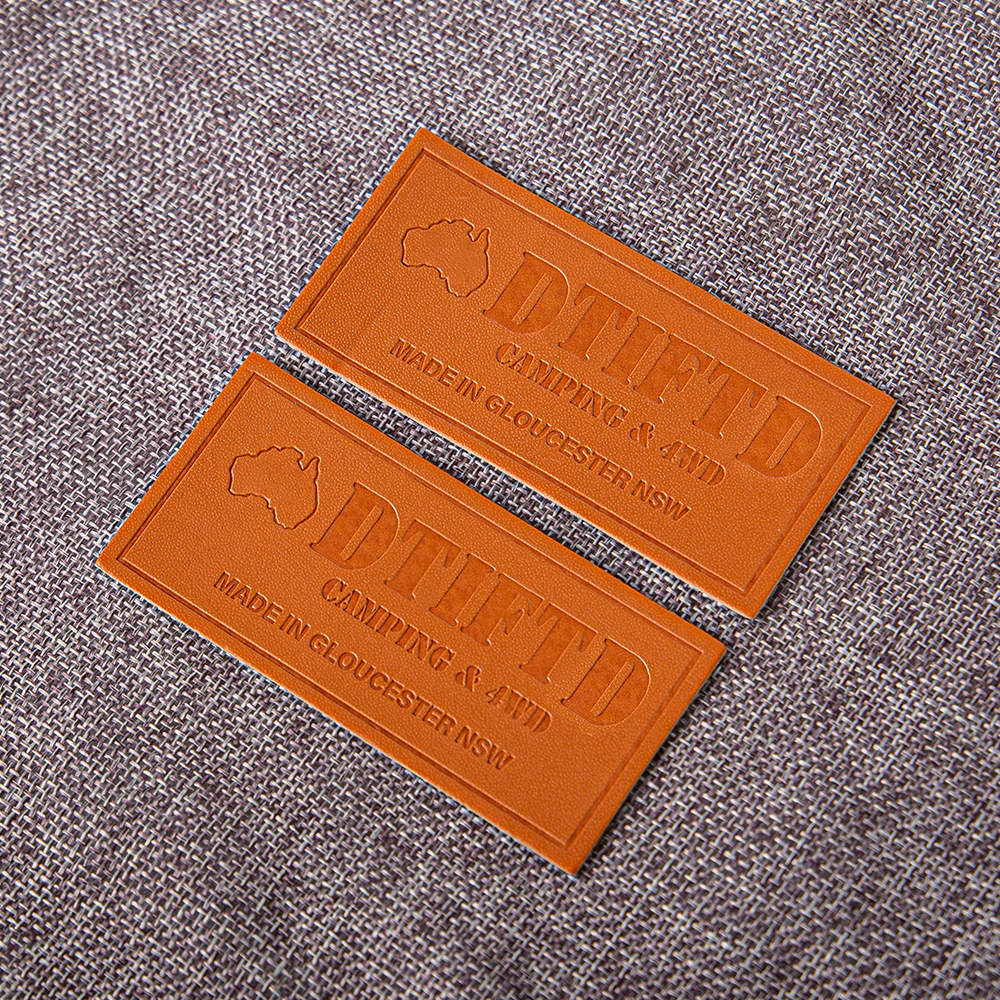 DTIFTD
CAMPING & 4WD
MADE IN GLOUCESTER NSW
DTIFTD
CAMPING & 4WD
MADE IN GLOUCESTER NSW